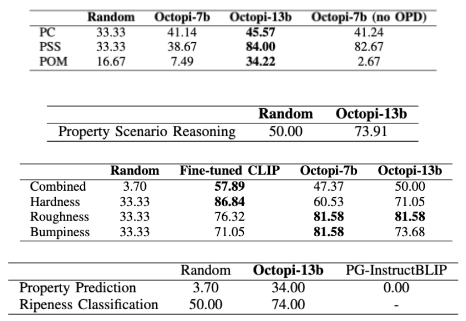 Random Octopi-7b Octopi-13b Octopi-7b (no OPD)
PC 33.33 41.14 45.57 41.24
PSS 33.33 38.67 84.00 82.67
POM 16.67 7.49 34.22 2.67
Random Octopi-13b
Property Scenario Reasoning 50.00 73.91
Random Fine-tuned CLIP Octopi-7b Octopi-13b
Combined 3.70 57.89 47.37 50.00
Hardness 33.33 86.84 60.53 71.05
Roughness 33.33 76.32 81.58 81.58
Bumpiness 33.33 71.05 81.58 73.68
Random Octopi-13b PG-InstructBLIP
Property Prediction 3.70 34.00 0.00
Ripeness Classification 50.00 74.00 -